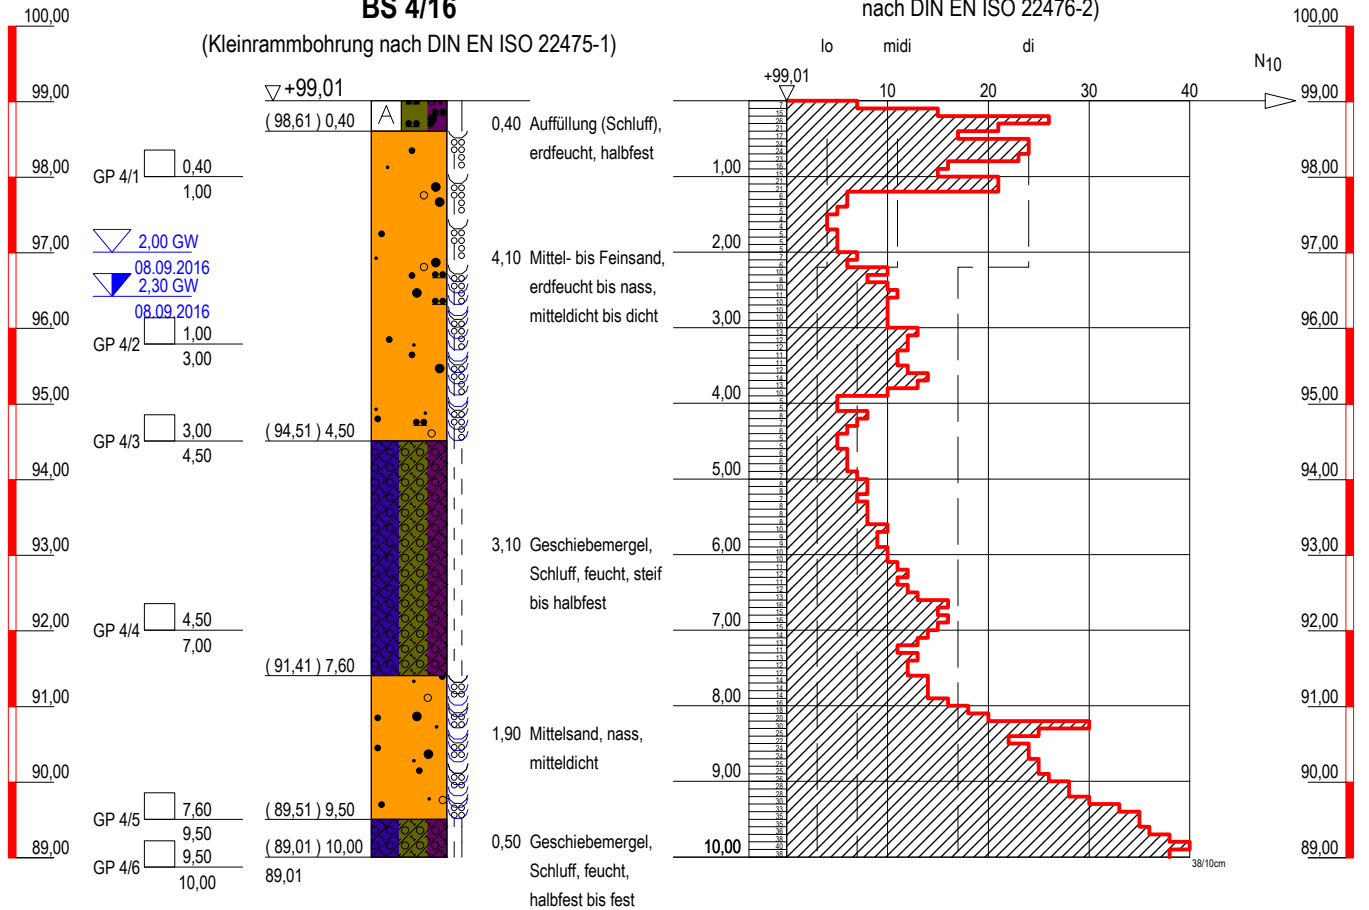 BS 4/16
(Kleinrammbohrung nach DIN EN ISO 22475-1)
nach DIN EN ISO 22476-2)
lo midi di
N10
+99,01
10 20 30 40
100,00
99,00
98,00
97,00
96,00
95,00
94,00
93,00
92,00
91,00
90,00
89,00
GP 4/1 0,40
1,00
2,00 GW
08.09.2016
2,30 GW
08.09.2016
GP 4/2 1,00
3,00
GP 4/3 3,00
4,50
GP 4/4 4,50
7,00
GP 4/5 7,60
9,50
GP 4/6 9,50
10,00
+99,01
A
( 98,61 ) 0,40
( 94,51 ) 4,50
( 91,41 ) 7,60
( 89,51 ) 9,50
( 89,01 ) 10,00
89,01
0,40 Auffüllung (Schluff),
erdfeucht, halbfest
4,10 Mittel- bis Feinsand,
erdfeucht bis nass,
mitteldicht bis dicht
3,10 Geschiebemergel,
Schluff, feucht, steif
bis halbfest
1,90 Mittelsand, nass,
mitteldicht
0,50 Geschiebemergel,
Schluff, feucht,
halbfest bis fest
1,00
2,00
3,00
4,00
5,00
6,00
7,00
8,00
9,00
10,00
38/10cm
100,00
99,00
98,00
97,00
96,00
95,00
94,00
93,00
92,00
91,00
90,00
89,00